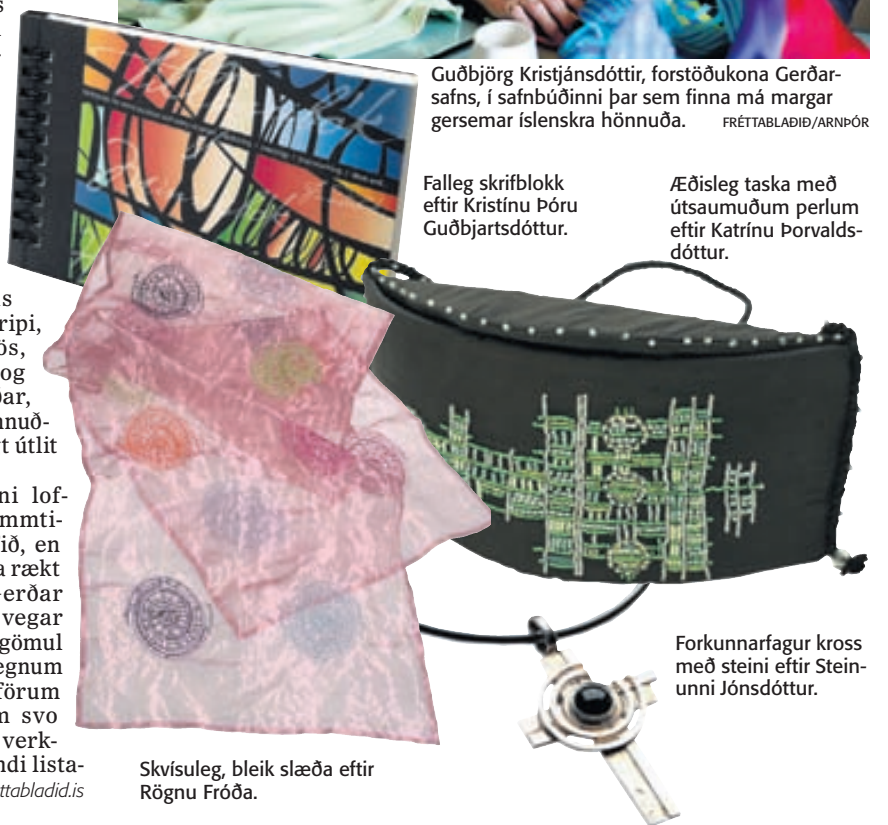 ripi,
ös,
og
ðar,
nnuð-
t útlit
ni lof-
mmti-
ið, en
a rækt
erðar
vegar
gömul
egnum
förum
m svo
verk-
ndi lista-
ttabladid.is
Guðbjörg Kristjánsdóttir, forstöðukona Gerðar-
safns, í safnbúðinni þar sem finna má margar
gersemar íslenskra hönnuða. FRÉTTABLAÐIÐ/ARNÞÓR
Falleg skrifblokk
eftir Kristínu Þóru
Guðbjartsdóttur.
Æðisleg taska með
útsaumuðum perlum
eftir Katrínu Þorvalds-
dóttur.
Forkunnarfagur kross
með steini eftir Stein-
unni Jónsdóttur.
Skvísuleg, bleik slæða eftir
Rögnu Fróða.